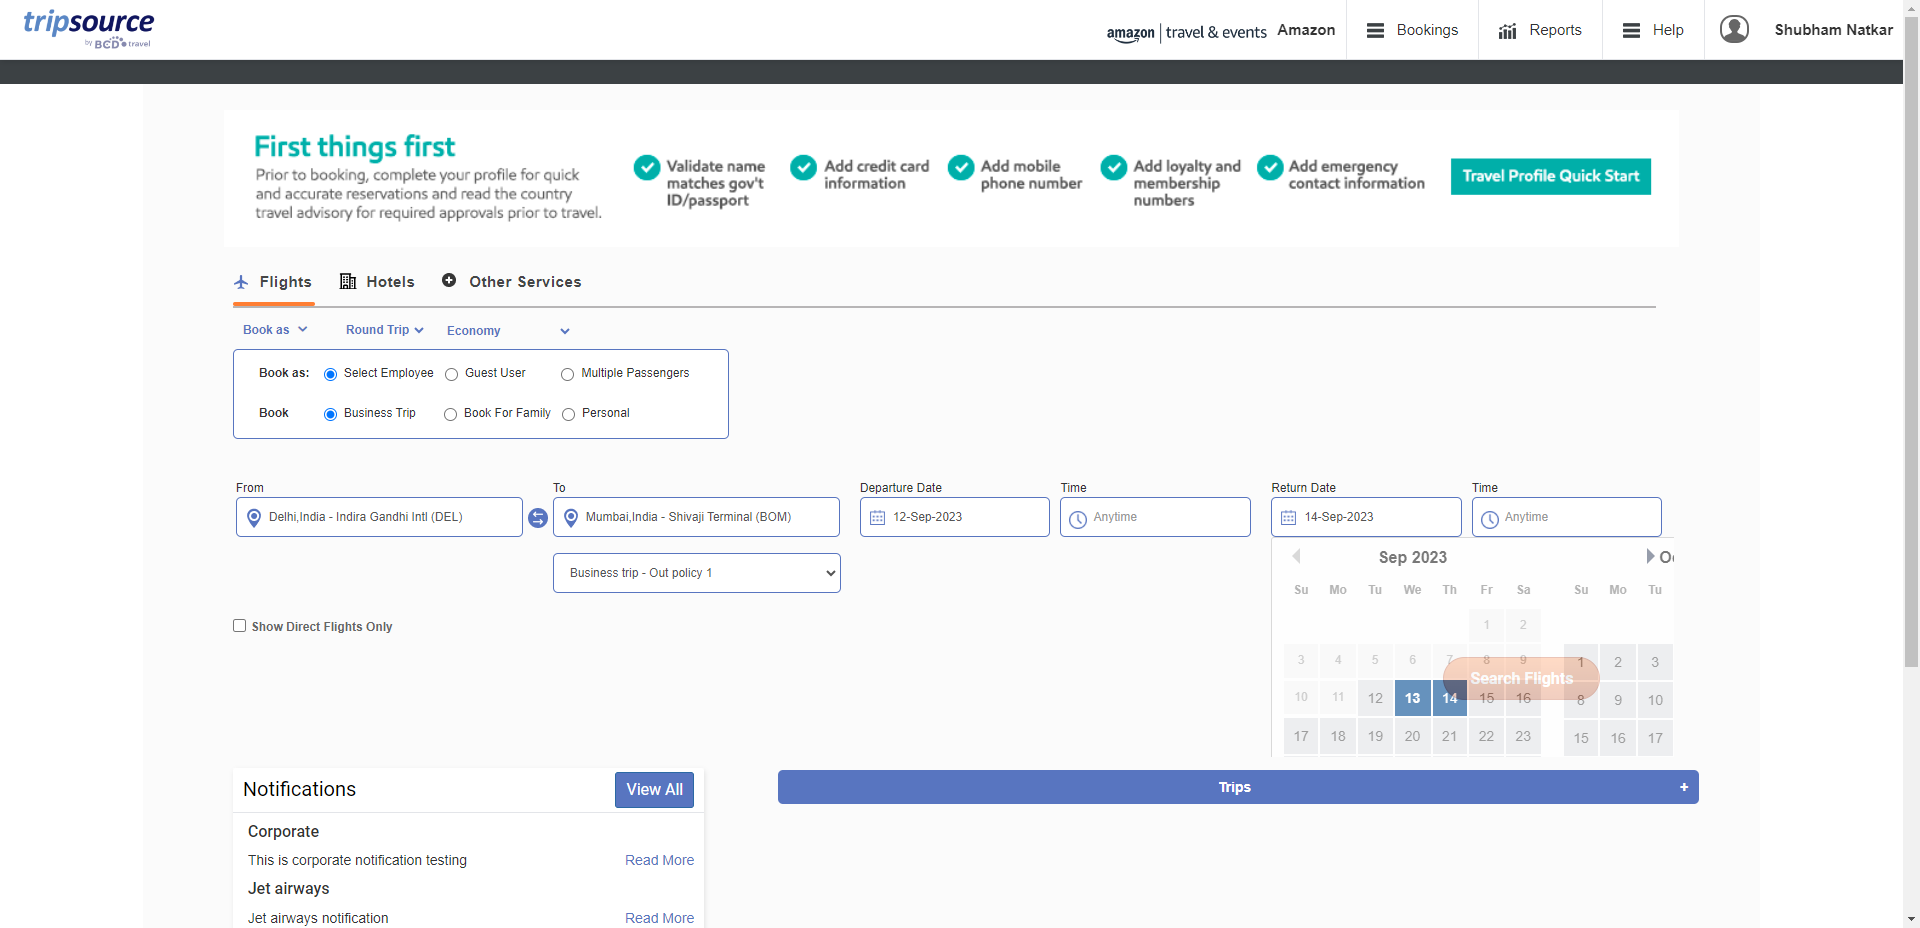 tripsource
by BCD travel
amazon | travel & events Amazon
Bookings
Reports
Help
Shubham Natkar
First things first
Prior to booking, complete your profile for quick
and accurate reservations and read the country
travel advisory for required approvals prior to travel.
Validate name
matches gov't
ID/passport
Add credit card
information
Add mobile
phone number
Add loyalty and
membership
numbers
Add emergency
contact information
Travel Profile Quick Start
Flights
Hotels
Other Services
Book as
Round Trip
Economy
Book as: Select Employee Guest User Multiple Passengers
Book Business Trip Book For Family Personal
From
To
Departure Date
Time
Return Date
Time
Delhi,India - Indira Gandhi Intl (DEL)
Mumbai,India - Shivaji Terminal (BOM)
12-Sep-2023
Anytime
14-Sep-2023
Anytime
Business trip - Out policy 1
Show Direct Flights Only
Sep 2023
Su Mo Tu We Th Fr Sa
1 2
3 4 5 6 7 8 9
10 11 12 13 14 15 16
17 18 19 20 21 22 23
Su Mo Tu
1 2 3
8 9 10
15 16 17
Search Flights
Notifications
View All
Corporate
This is corporate notification testing Read More
Jet airways
Jet airways notification Read More
Trips +